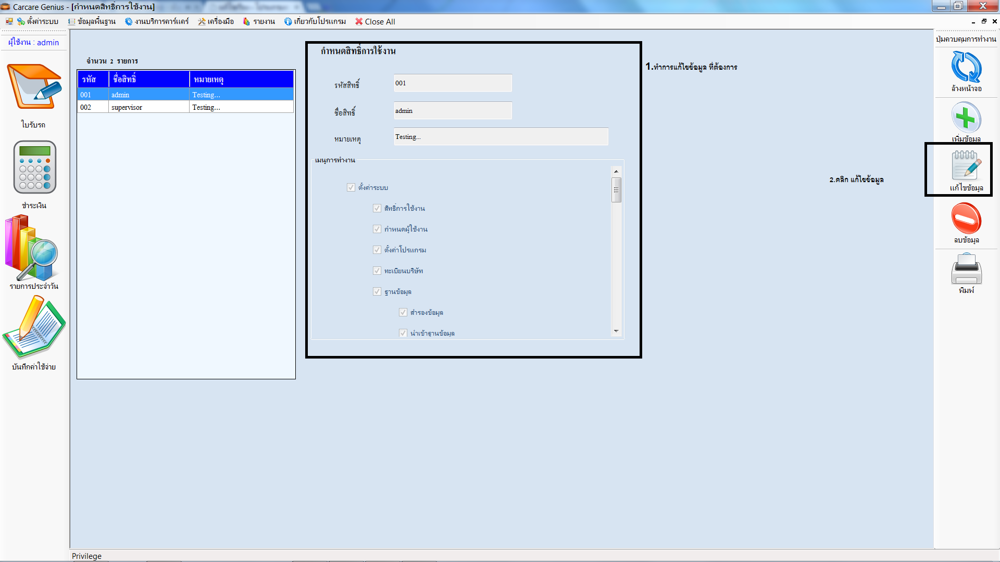 Carcare Genius - [กำหนดสิทธิ์การใช้งาน]
ตั้งค่าระบบ ข้อมูลพื้นฐาน งานบริการคาร์แคร์ เครื่องมือ รายงาน เกี่ยวกับโปรแกรม Close All
ผู้ใช้งาน : admin
ใบรับรถ
ชำระเงิน
รายการประจำวัน
บันทึกค่าใช้จ่าย
จำนวน 2 รายการ
รหัส ชื่อสิทธิ์ หมายเหตุ
001 admin Testing...
002 supervisor Testing...
กำหนดสิทธิ์การใช้งาน
รหัสสิทธิ์ 001
ชื่อสิทธิ์ admin
หมายเหตุ Testing...
เมนูการทำงาน
ตั้งค่าระบบ
สิทธิ์การใช้งาน
กำหนดผู้ใช้งาน
ตั้งค่าโปรแกรม
ทะเบียนบริษัท
ฐานข้อมูล
สำรองข้อมูล
นำเข้าฐานข้อมูล
1.ทำการแก้ไขข้อมูล ที่ต้องการ
2.คลิก แก้ไขข้อมูล
ปุ่มควบคุมการทำงาน
ล้างหน้าจอ
เพิ่มข้อมูล
แก้ไขข้อมูล
ลบข้อมูล
พิมพ์
Privilege